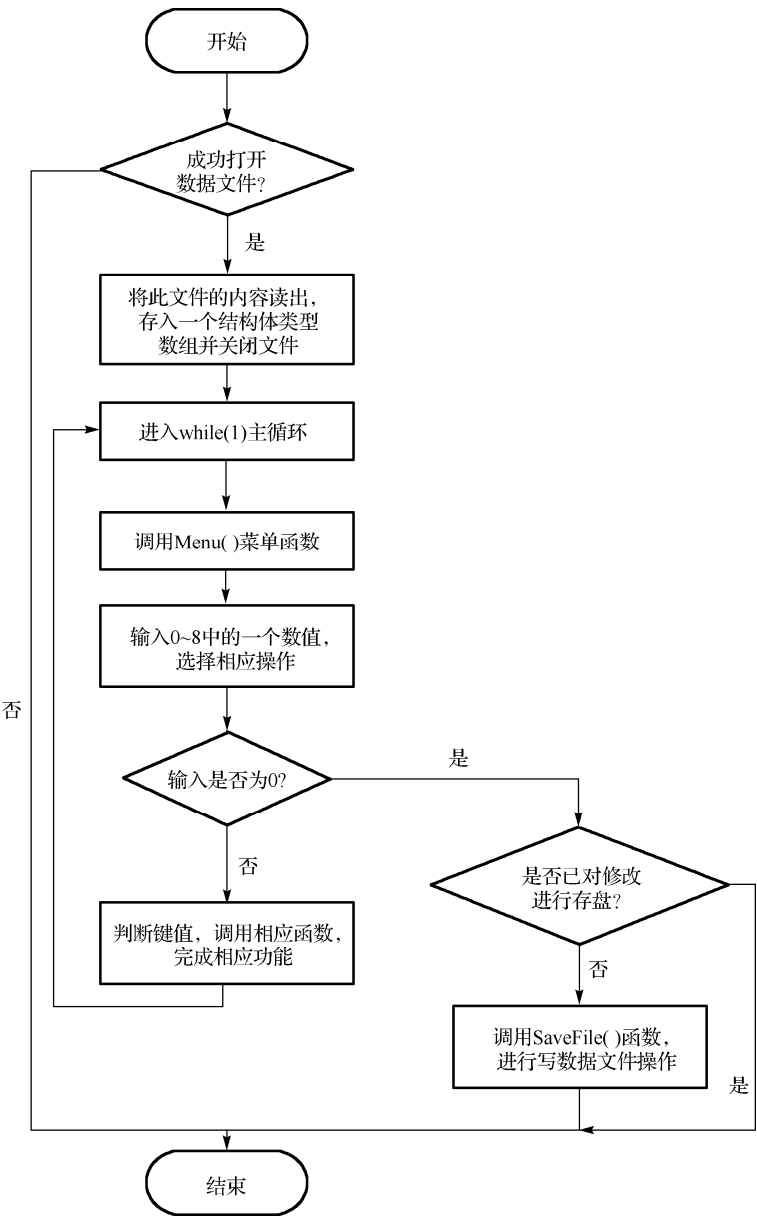 开始
成功打开
数据文件?
是
将此文件的内容读出，
存入一个结构体类型
数组并关闭文件
进入while(1)主循环
调用Menu( )菜单函数
输入0~8中的一个数值，
选择相应操作
否
输入是否为0?
是
否
是否已对修改
进行存盘?
判断键值，调用相应函数，
完成相应功能
否
调用SaveFile( )函数，
进行写数据文件操作
是
结束